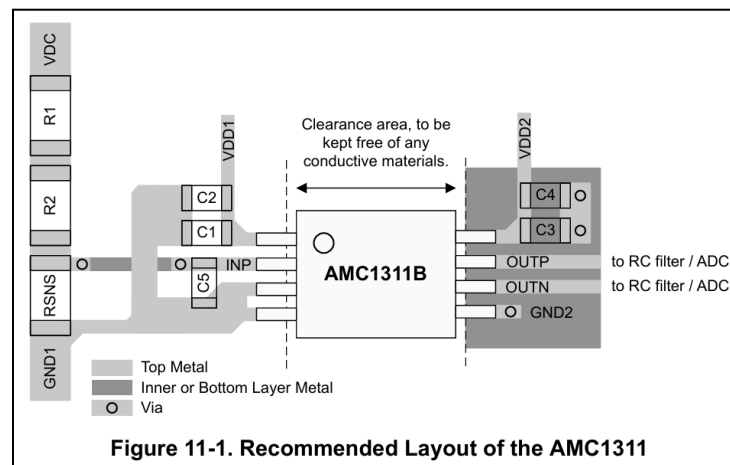 VDC
R1
R2
RSNS
GND1
VDD1
C2
C1
INP
C5
Clearance area, to be
kept free of any
conductive materials.
AMC1311B
VDD2
C4
C3
OUTP
to RC filter / ADC
OUTN
to RC filter / ADC
GND2
Top Metal
Inner or Bottom Layer Metal
Via
Figure 11-1. Recommended Layout of the AMC1311